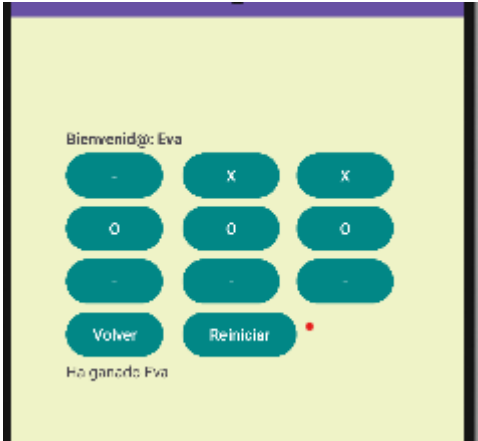 Bienvenid@: Eva
- X X
O O O
- - -
Volver Reiniciar
Ha ganado Eva